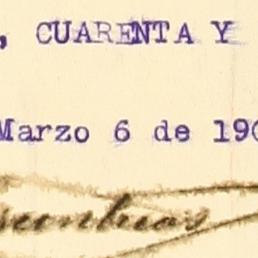 , CUARENTA Y
Marzo 6 de 190